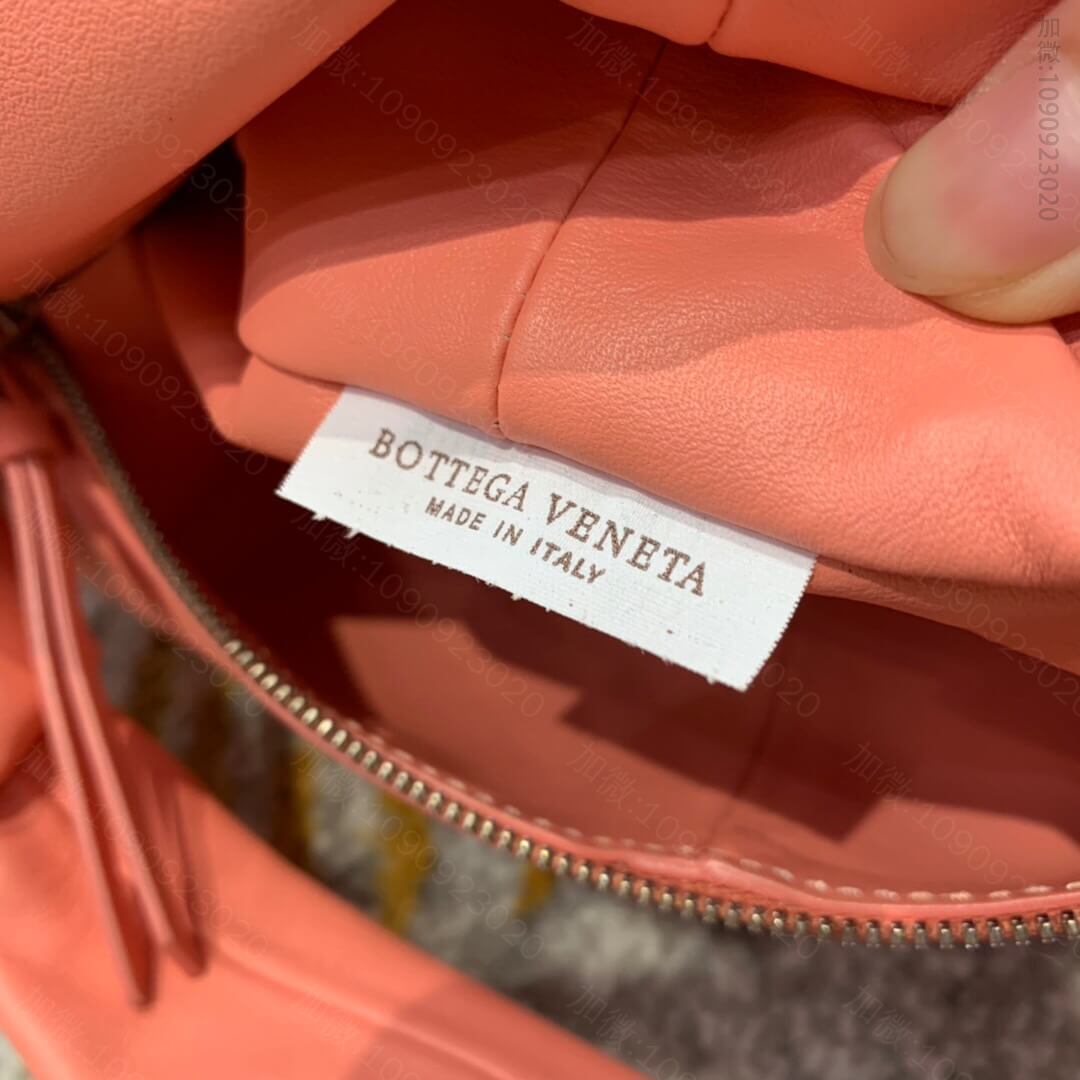 加微:1090923020
BOTTEGA VENETA
MADE IN ITALY